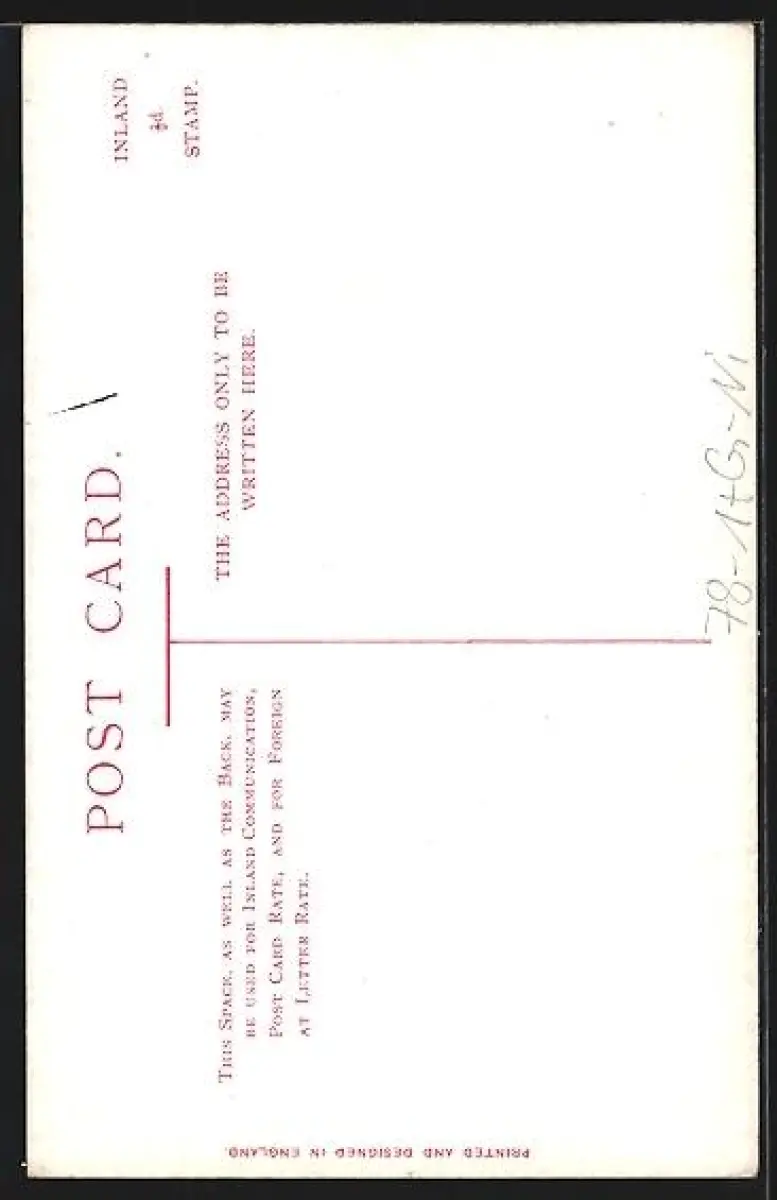 POST CARD.
INLAND
½d.
STAMP.
THIS SPACE, AS WELL AS THE BACK, MAY
BE USED FOR INLAND COMMUNICATION,
POST CARD RATE, AND FOR FOREIGN
AT LETTER RATE.
THE ADDRESS ONLY TO BE
WRITTEN HERE.
PRINTED AND DESIGNED IN ENGLAND.